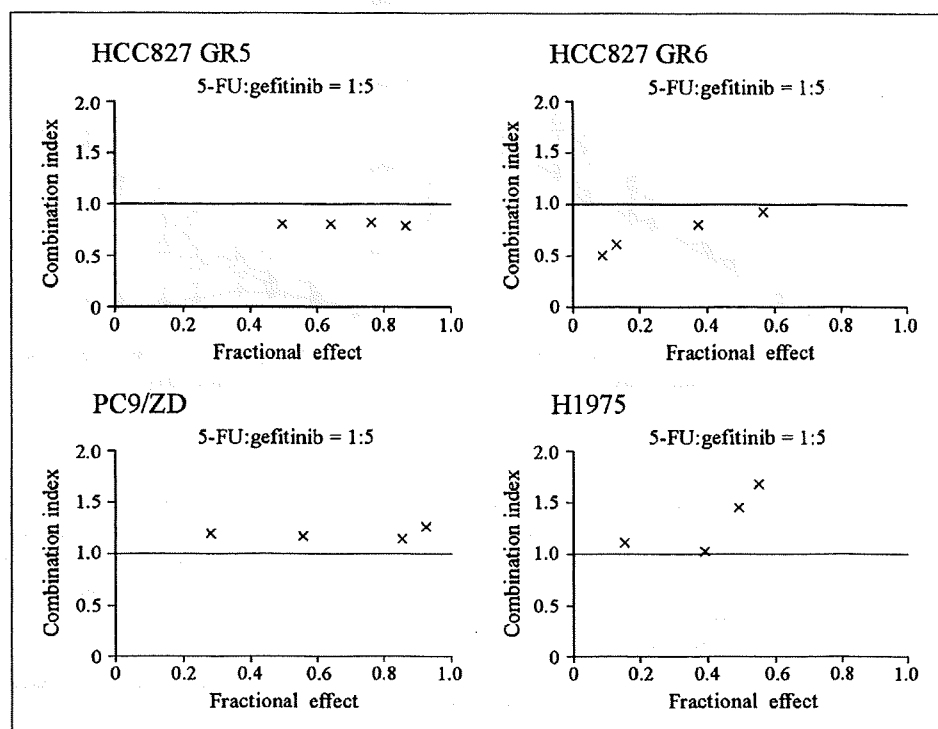 HCC827 GR5
5-FU:gefitinib = 1:5
2.0
1.5
1.0
0.5
0
Combination index
0 0.2 0.4 0.6 0.8 1.0
Fractional effect
HCC827 GR6
5-FU:gefitinib = 1:5
2.0
1.5
1.0
0.5
0
Combination index
0 0.2 0.4 0.6 0.8 1.0
Fractional effect
PC9/ZD
5-FU:gefitinib = 1:5
2.0
1.5
1.0
0.5
0
Combination index
0 0.2 0.4 0.6 0.8 1.0
Fractional effect
H1975
5-FU:gefitinib = 1:5
2.0
1.5
1.0
0.5
0
Combination index
0 0.2 0.4 0.6 0.8 1.0
Fractional effect